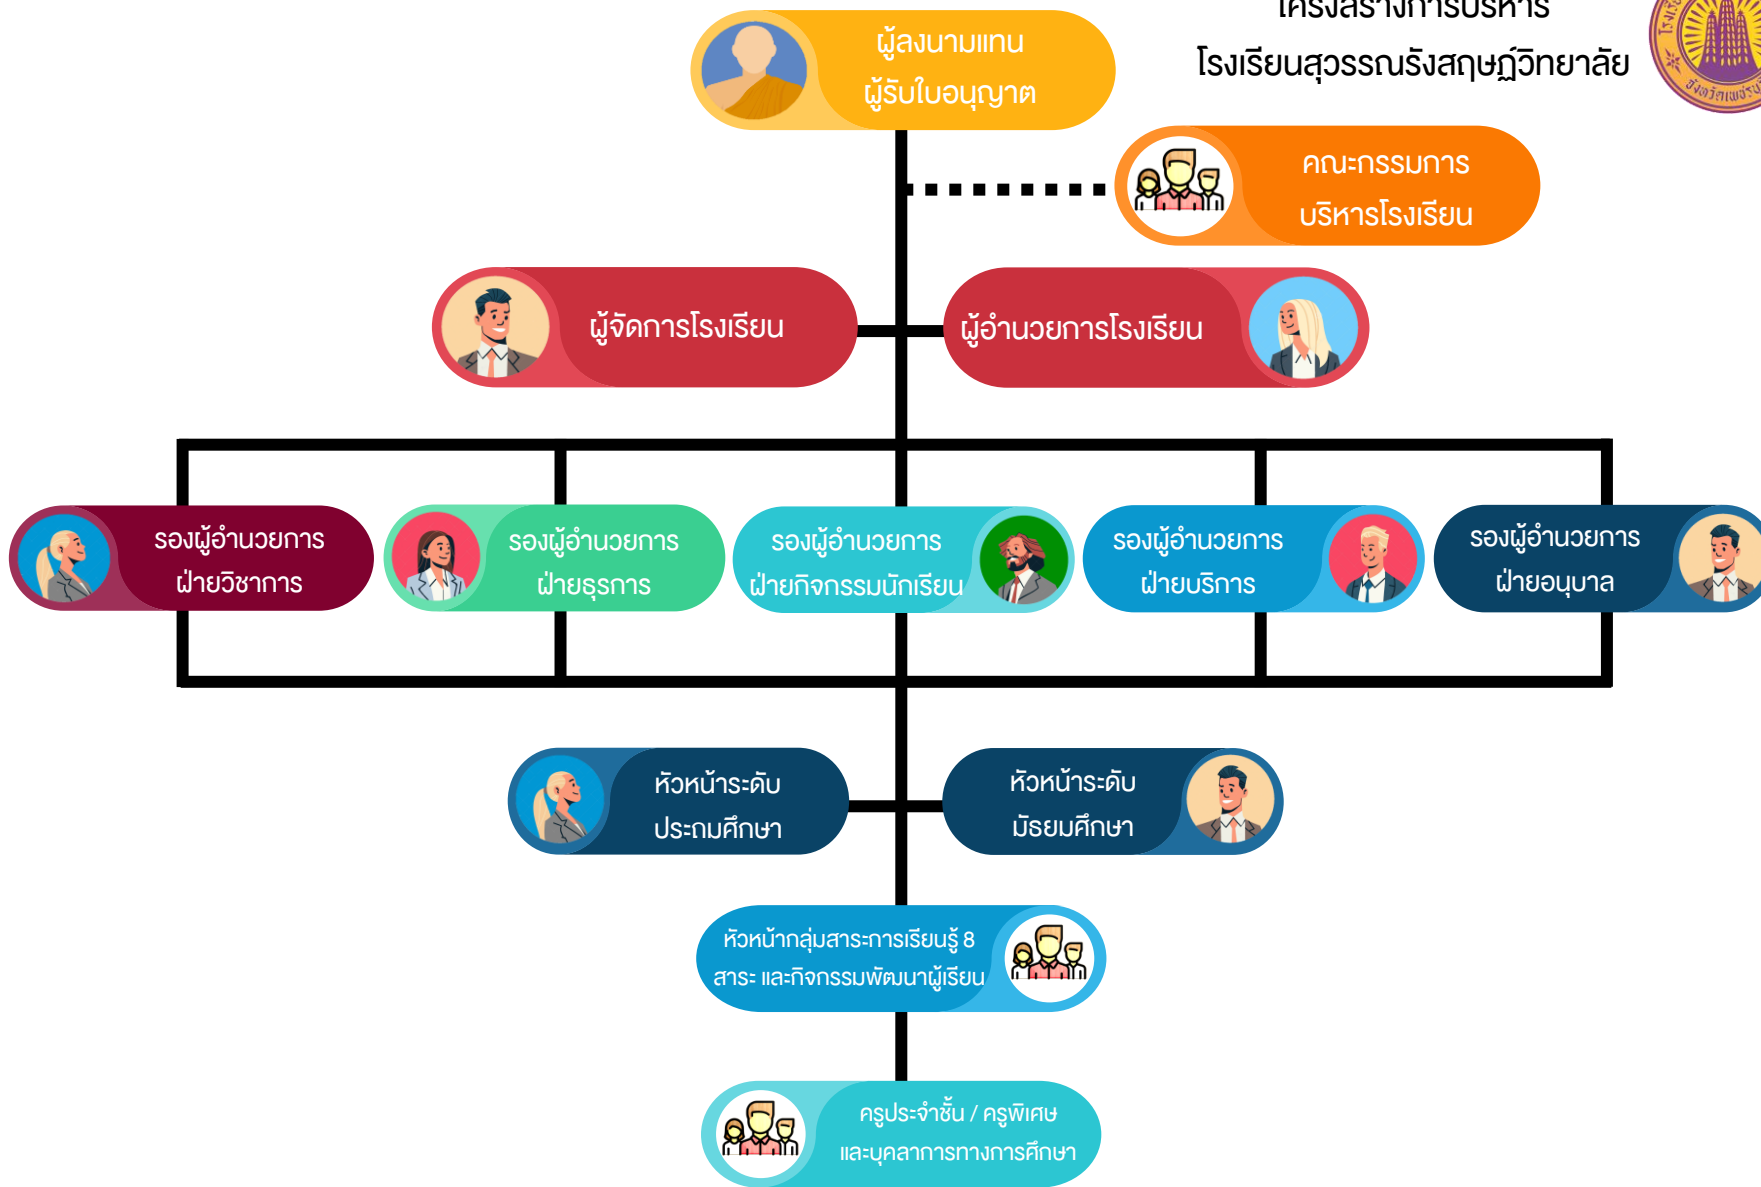 โครงสร้างการบริหาร
โรงเรียนสุวรรณรังสฤษฏ์วิทยาลัย
ผู้ลงนามแทน
ผู้รับใบอนุญาต
คณะกรรมการ
บริหารโรงเรียน
ผู้จัดการโรงเรียน
ผู้อำนวยการโรงเรียน
รองผู้อำนวยการ
ฝ่ายวิชาการ
รองผู้อำนวยการ
ฝ่ายธุรการ
รองผู้อำนวยการ
ฝ่ายกิจกรรมนักเรียน
รองผู้อำนวยการ
ฝ่ายบริการ
รองผู้อำนวยการ
ฝ่ายอนุบาล
หัวหน้าระดับ
ประถมศึกษา
หัวหน้าระดับ
มัธยมศึกษา
หัวหน้ากลุ่มสาระการเรียนรู้ 8
สาระ และกิจกรรมพัฒนาผู้เรียน
ครูประจำชั้น / ครูพิเศษ
และบุคลาการทางการศึกษา